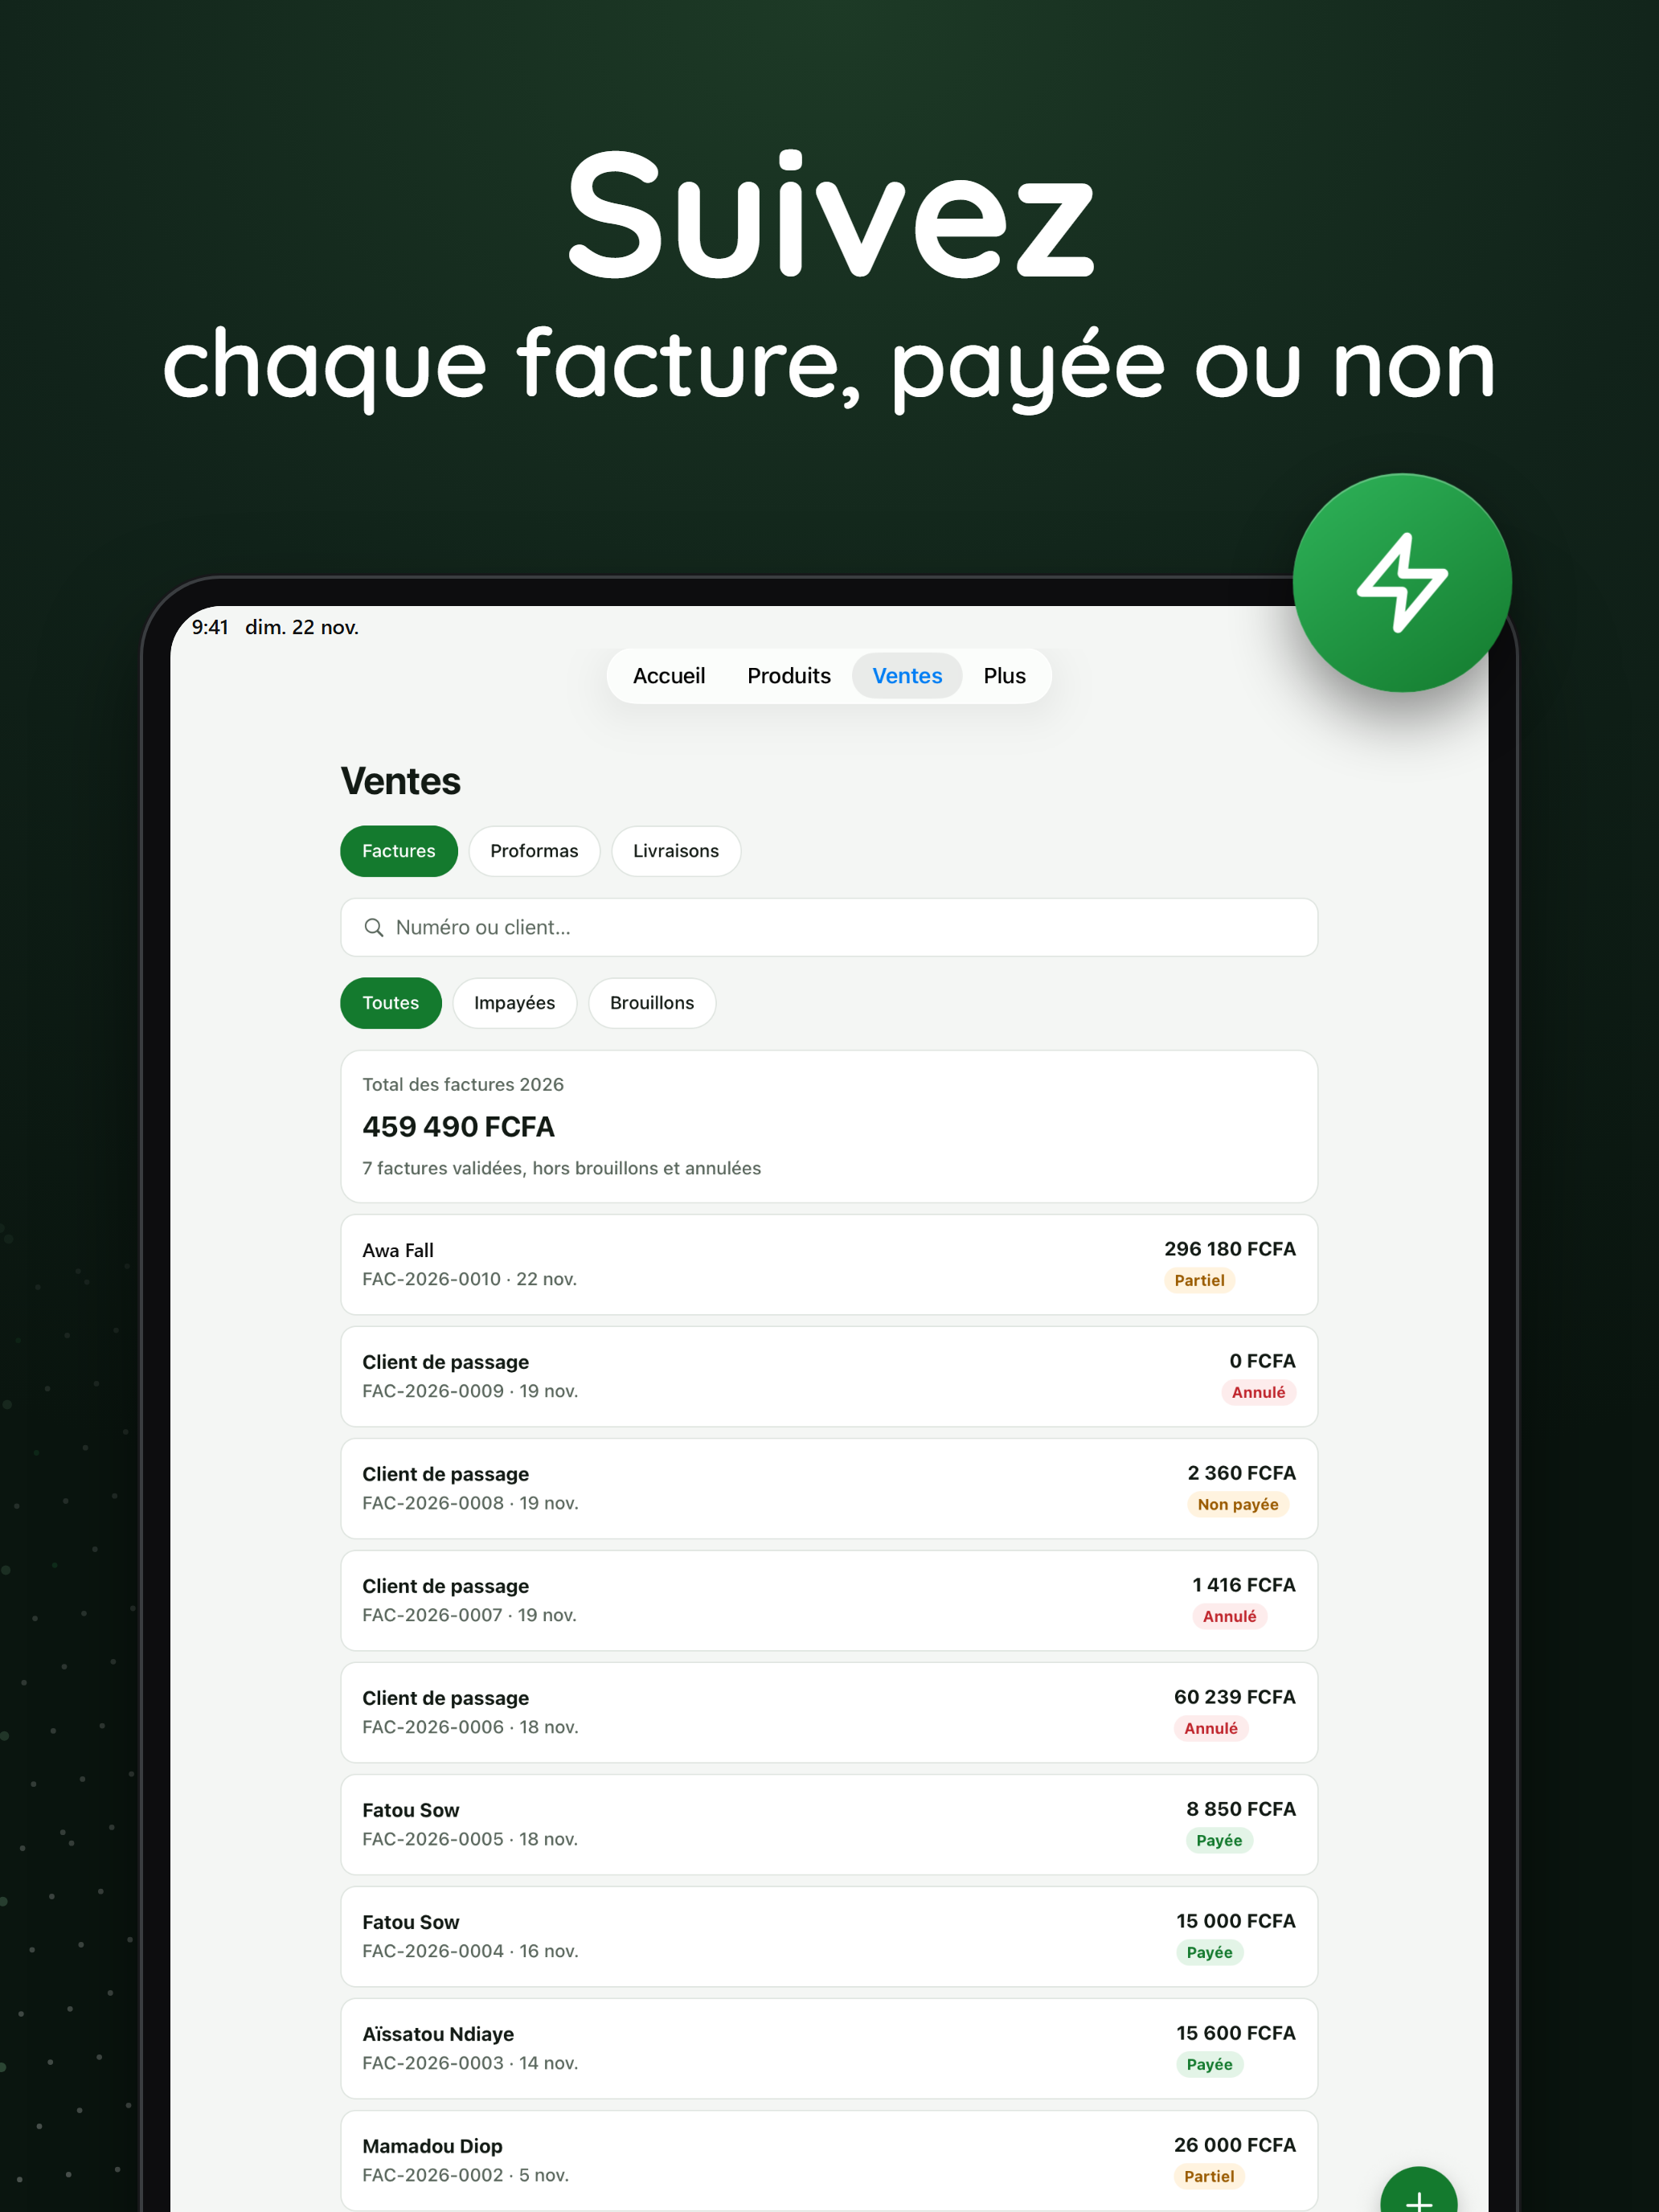 Suivez
chaque facture, payée ou non
9:41 dim. 22 nov.
Accueil Produits Ventes Plus
Ventes
Factures Proformas Livraisons
Numéro ou client...
Toutes Impayées Brouillons
Total des factures 2026
459 490 FCFA
7 factures validées, hors brouillons et annulées
Awa Fall 296 180 FCFA
FAC-2026-0010 · 22 nov. Partiel
Client de passage 0 FCFA
FAC-2026-0009 · 19 nov. Annulé
Client de passage 2 360 FCFA
FAC-2026-0008 · 19 nov. Non payée
Client de passage 1 416 FCFA
FAC-2026-0007 · 19 nov. Annulé
Client de passage 60 239 FCFA
FAC-2026-0006 · 18 nov. Annulé
Fatou Sow 8 850 FCFA
FAC-2026-0005 · 18 nov. Payée
Fatou Sow 15 000 FCFA
FAC-2026-0004 · 16 nov. Payée
Aïssatou Ndiaye 15 600 FCFA
FAC-2026-0003 · 14 nov. Payée
Mamadou Diop 26 000 FCFA
FAC-2026-0002 · 5 nov. Partiel